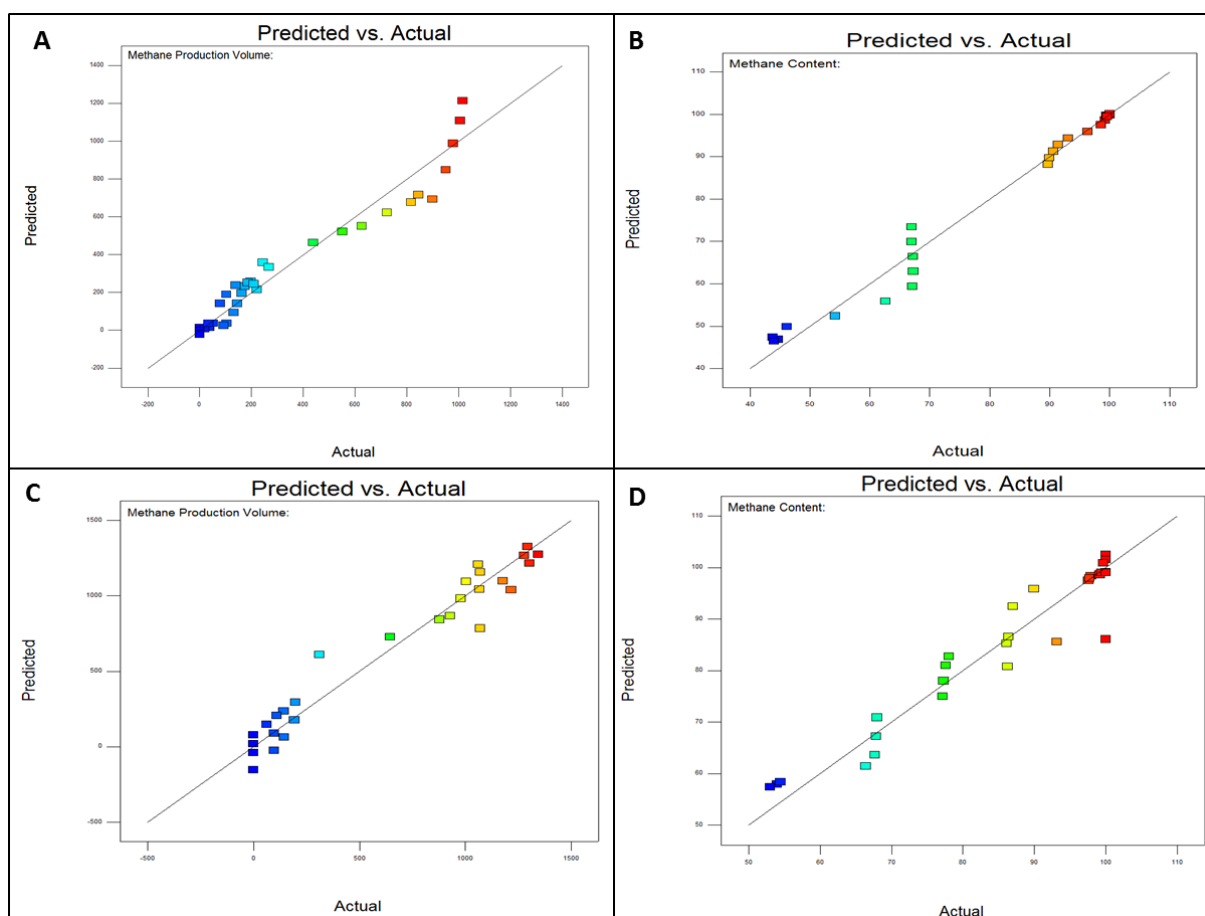 A
Predicted vs. Actual
Methane Production Volume:
1400
1200
1000
800
600
400
200
0
-200
Predicted
-200 0 200 400 600 800 1000 1200 1400
Actual
B
Predicted vs. Actual
Methane Content:
110
100
90
80
70
60
50
40
Predicted
40 50 60 70 80 90 100 110
Actual
C
Predicted vs. Actual
Methane Production Volume:
1500
1000
500
0
-500
Predicted
-500 0 500 1000 1500
Actual
D
Predicted vs. Actual
Methane Content:
110
100
90
80
70
60
50
Predicted
50 60 70 80 90 100 110
Actual